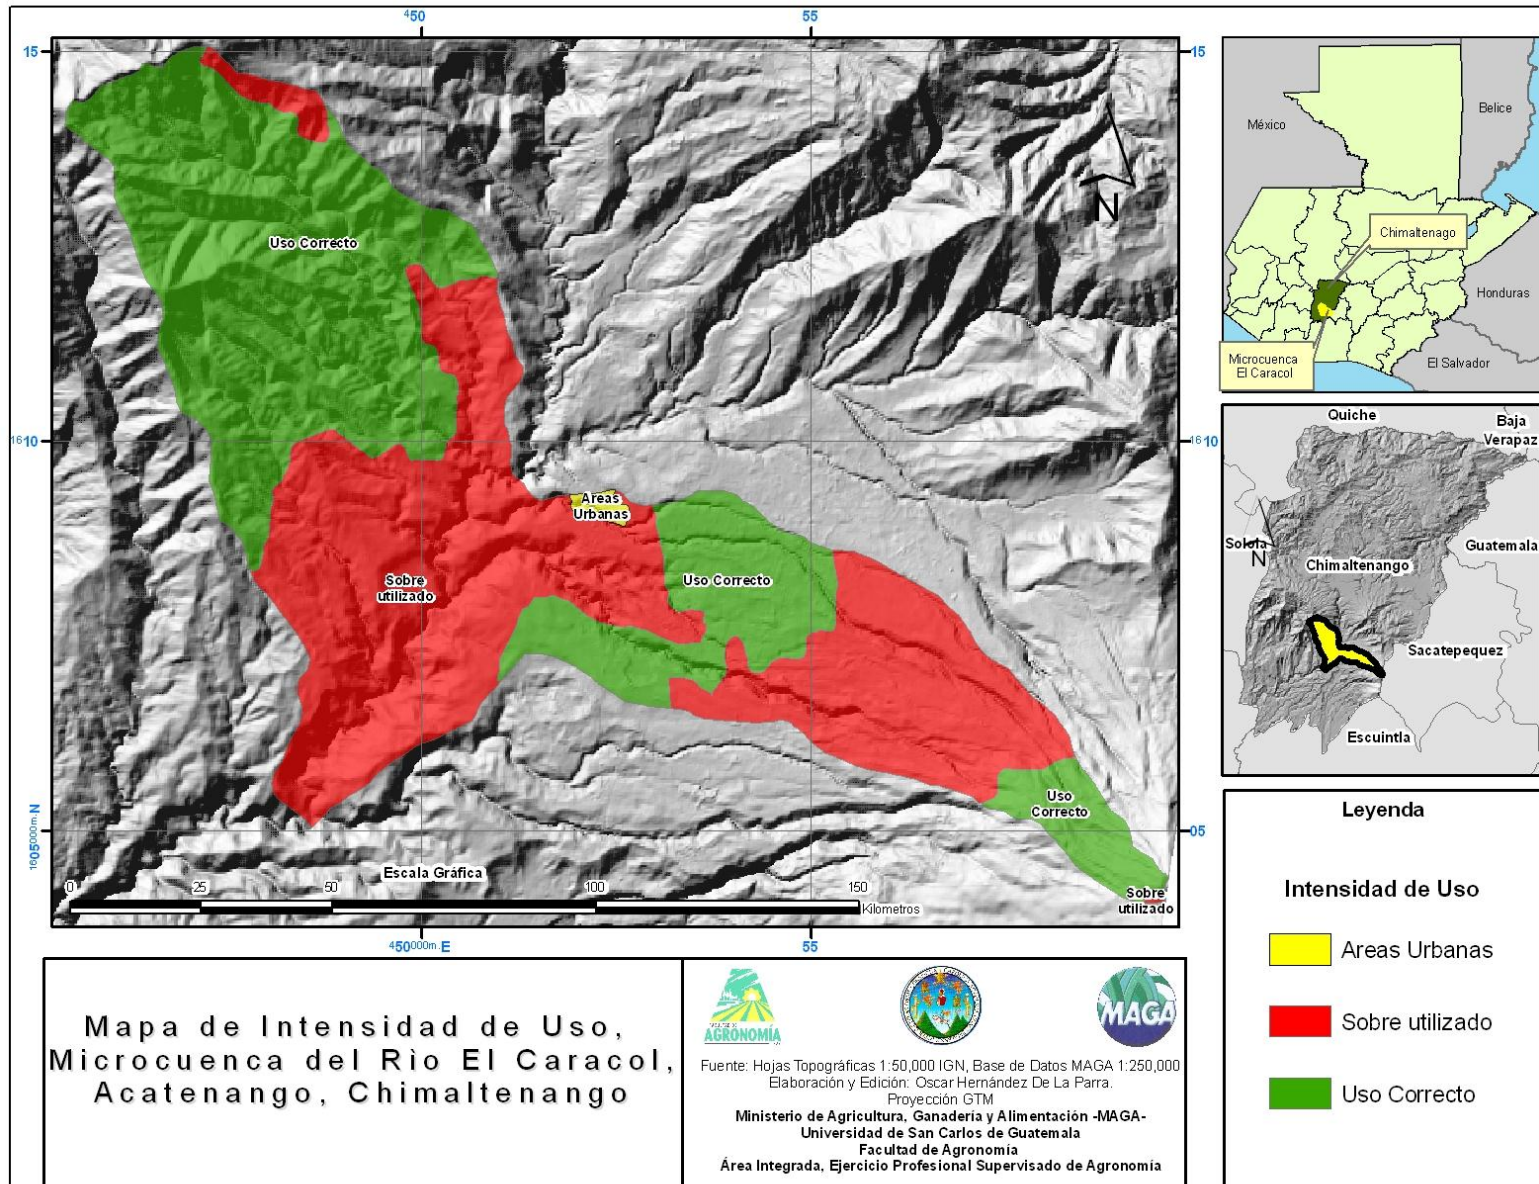 450
55
15
15
Uso Correcto
N
1610
10
Areas
Urbanas
Sobre
utilizado
Uso Correcto
Uso
Correcto
1605000m.N
05
Escala Gráfica
0
25
50
100
150
Kilometros
Sobre
utilizado
450000m.E
55
México
Belice
Chimaltenago
Honduras
Microcuenca
El Caracol
El Salvador
Quiche
Baja
Verapaz
Solola
N
Guatemala
Chimaltenango
Sacatepequez
Escuintla
Leyenda
Intensidad de Uso
Areas Urbanas
Sobre utilizado
Uso Correcto
Mapa de Intensidad de Uso,
Microcuenca del Rìo El Caracol,
Acatenango, Chimaltenango
AGRONOMÍA
MAGA
Fuente: Hojas Topográficas 1:50,000 IGN, Base de Datos MAGA 1:250,000
Elaboración y Edición: Oscar Hernández De La Parra.
Proyección GTM
Ministerio de Agricultura, Ganadería y Alimentación -MAGA-
Universidad de San Carlos de Guatemala
Facultad de Agronomía
Área Integrada, Ejercicio Profesional Supervisado de Agronomía